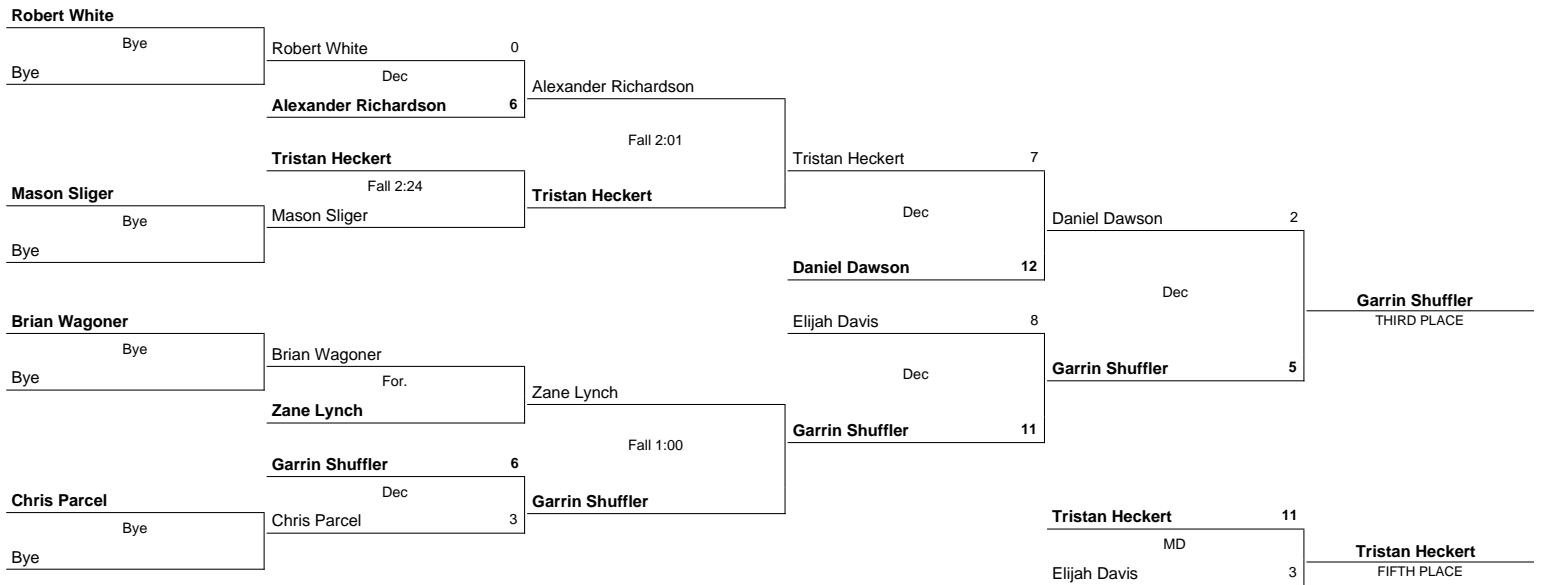 Robert White
Bye
Bye
Robert White 0
Dec
Alexander Richardson 6
Alexander Richardson
Fall 2:01
Tristan Heckert
Tristan Heckert
Fall 2:24
Mason Sliger
Mason Sliger
Bye
Bye
Tristan Heckert 7
Dec
Daniel Dawson 12
Daniel Dawson 2
Dec
Garrin Shuffler 5
Garrin Shuffler
THIRD PLACE
Brian Wagoner
Bye
Bye
Brian Wagoner
For.
Zane Lynch
Zane Lynch
Fall 1:00
Garrin Shuffler
Garrin Shuffler 6
Dec
Chris Parcel 3
Chris Parcel
Bye
Bye
Elijah Davis 8
Dec
Garrin Shuffler 11
Tristan Heckert 11
MD
Elijah Davis 3
Tristan Heckert
FIFTH PLACE